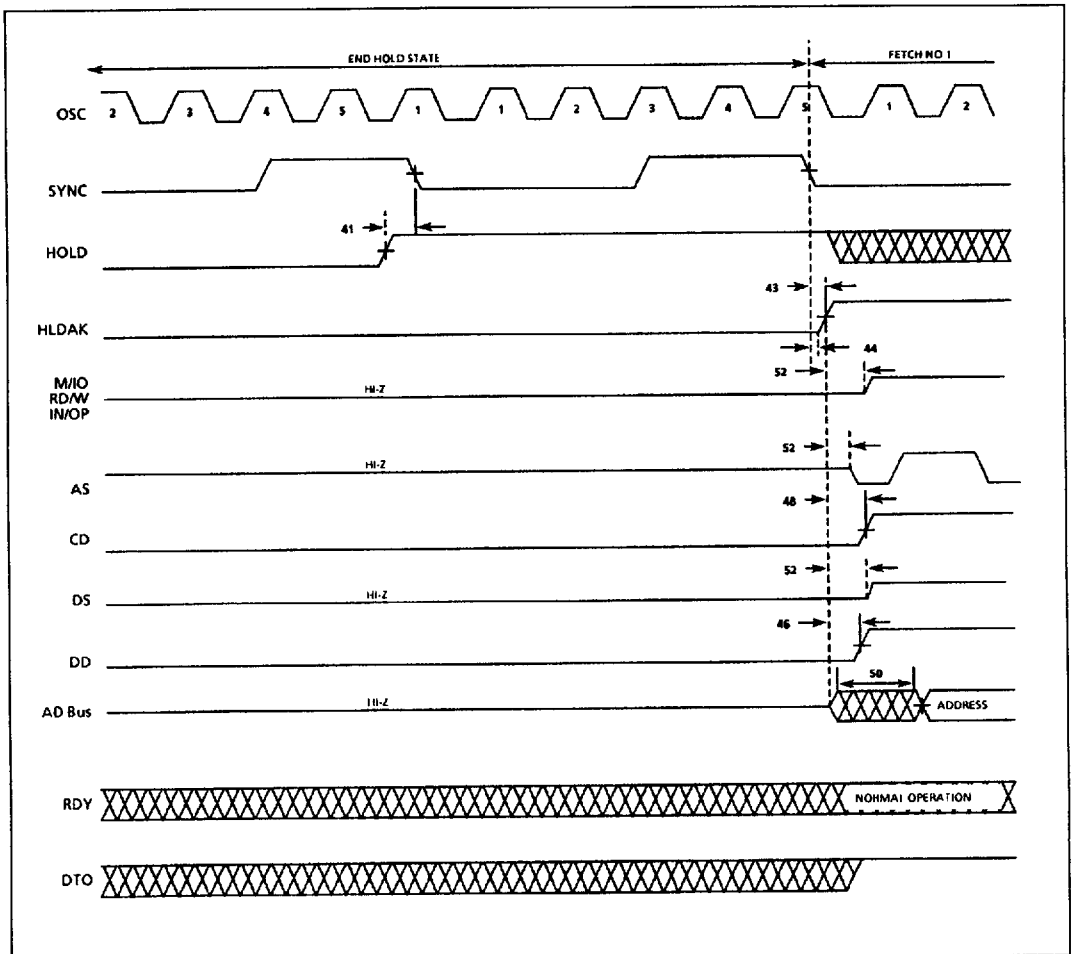 END HOLD STATE FETCH NO 1
OSC 2 3 4 5 1 1 2 3 4 5 1 2
SYNC
41
HOLD
43
HLDAK
44
M/IO
RD/W
IN/OP
HI-Z
52
HI-Z
52
AS
48
CD
52
DS
HI-Z
46
DD
50
AD Bus
HI-Z
ADDRESS
RDY
NORMAL OPERATION
DTO